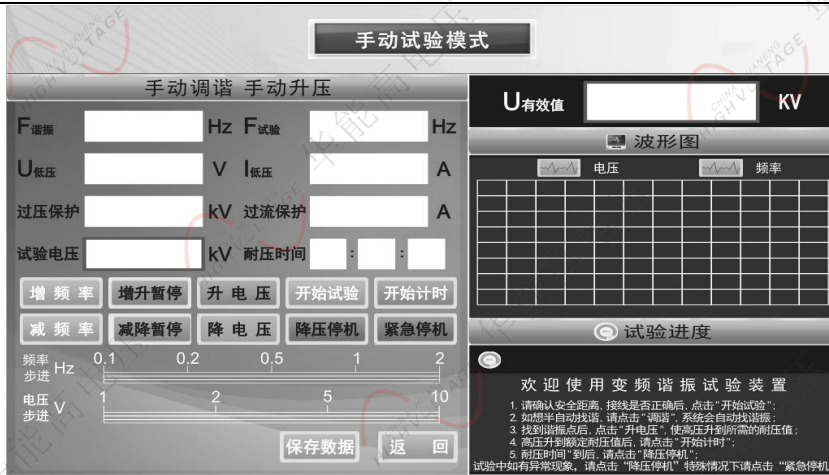 手动试验模式
手动调谐 手动升压
F谐振 Hz F试验 Hz
U低压 V I低压 A
过压保护 kV 过流保护 A
试验电压 kV 耐压时间 : :
增 频 率 增升暂停 升 电 压 开始试验 开始计时
减 频 率 减降暂停 降 电 压 降压停机 紧急停机
频率步进 Hz 0.1 0.2 0.5 1 2
电压步进 V 1 2 5 10
保存数据 返 回
U有效值 KV
波形图
电压 频率
试验进度
欢迎使用变频谐振试验装置
1. 请确认安全距离, 接线是否正确后, 点击"开始试验";
2. 如想半自动找谐, 请点击"调谐", 系统会自动找谐振;
3. 找到谐振点后, 点击"升电压", 使高压升到所需的耐压值;
4. 高压升到额定耐压值后, 请点击"开始计时";
5. 耐压时间"到后, 请点击"降压停机";
试验中如有异常现象, 请点击 "降压停机" 特殊情况下请点击 "紧急停机
CHINA HUANENG
HIGH VOLTAGE
华能高电压